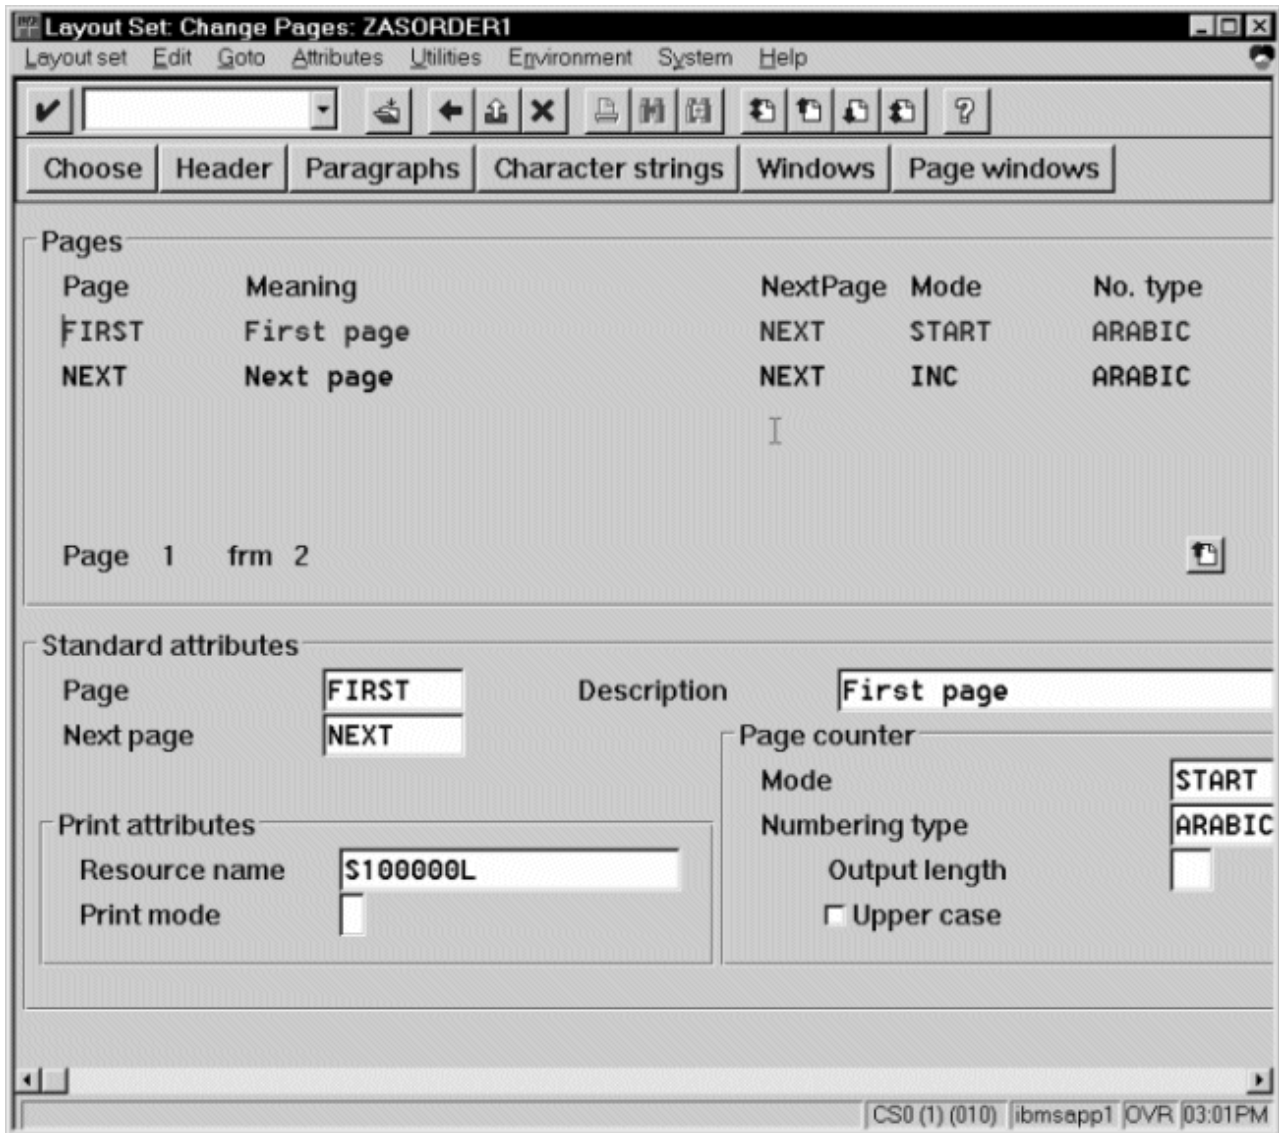 Layout Set: Change Pages: ZASORDER1
Layout set Edit Goto Attributes Utilities Environment System Help
Choose Header Paragraphs Character strings Windows Page windows
Pages
Page Meaning NextPage Mode No. type
FIRST First page NEXT START ARABIC
NEXT Next page NEXT INC ARABIC
Page 1 frm 2
Standard attributes
Page FIRST Description First page
Next page NEXT
Page counter
Mode START
Print attributes
Numbering type ARABIC
Resource name S100000L
Output length
Print mode
Upper case
CS0 (1) (010) ibmsapp1 OVR 03:01PM